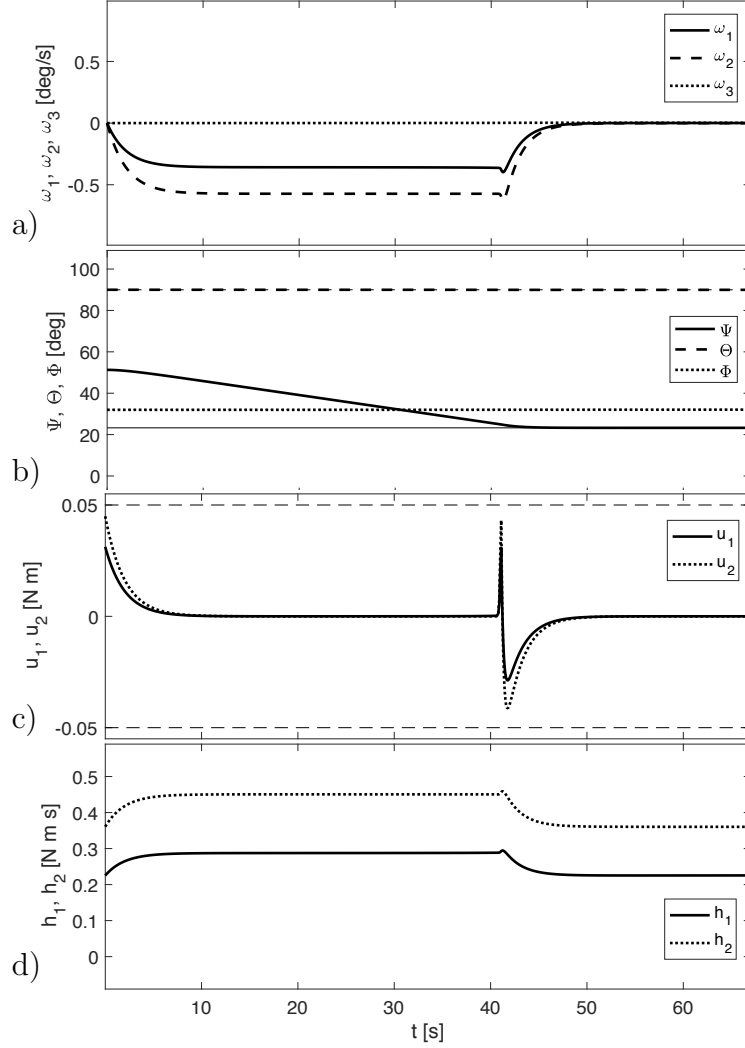 0.5
0
-0.5
ω₁, ω₂, ω₃ [deg/s]
ω₁
ω₂
ω₃
a)
100
80
60
40
20
0
Ψ, Θ, Φ [deg]
Ψ
Θ
Φ
b)
0.05
0
-0.05
u₁, u₂ [N m]
u₁
u₂
c)
0.5
0.4
0.3
0.2
0.1
0
h₁, h₂ [N m s]
h₁
h₂
d)
10 20 30 40 50 60
t [s]